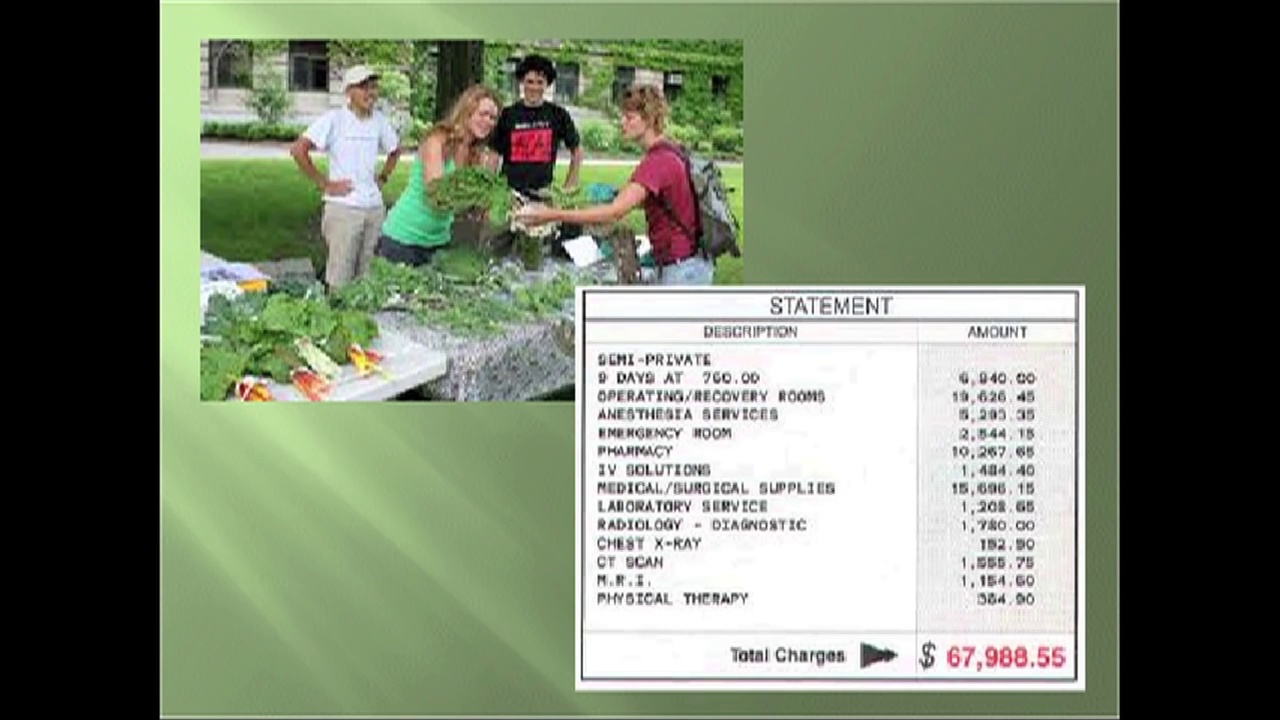 STATEMENT
DESCRIPTION AMOUNT
SEMI-PRIVATE
9 DAYS AT 760.00 6,840.00
OPERATING/RECOVERY ROOMS 19,626.45
ANESTHESIA SERVICES 5,293.35
EMERGENCY ROOM 2,544.15
PHARMACY 10,267.65
IV SOLUTIONS 1,484.40
MEDICAL/SURGICAL SUPPLIES 15,696.15
LABORATORY SERVICE 1,208.65
RADIOLOGY - DIAGNOSTIC 1,780.00
CHEST X-RAY 152.50
CT SCAN 1,555.75
M.R.I. 1,154.60
PHYSICAL THERAPY 384.90
Total Charges $ 67,988.55